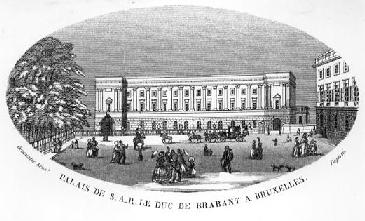 PALAIS DE S.A.R. LE DUC DE BRABANT A BRUXELLES.